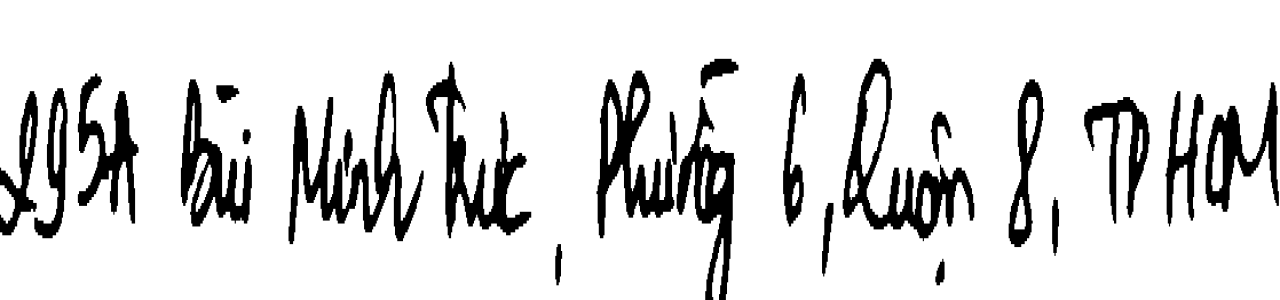 295A Bùi Minh Trực, Phường 6, Quận 8, TP HCM